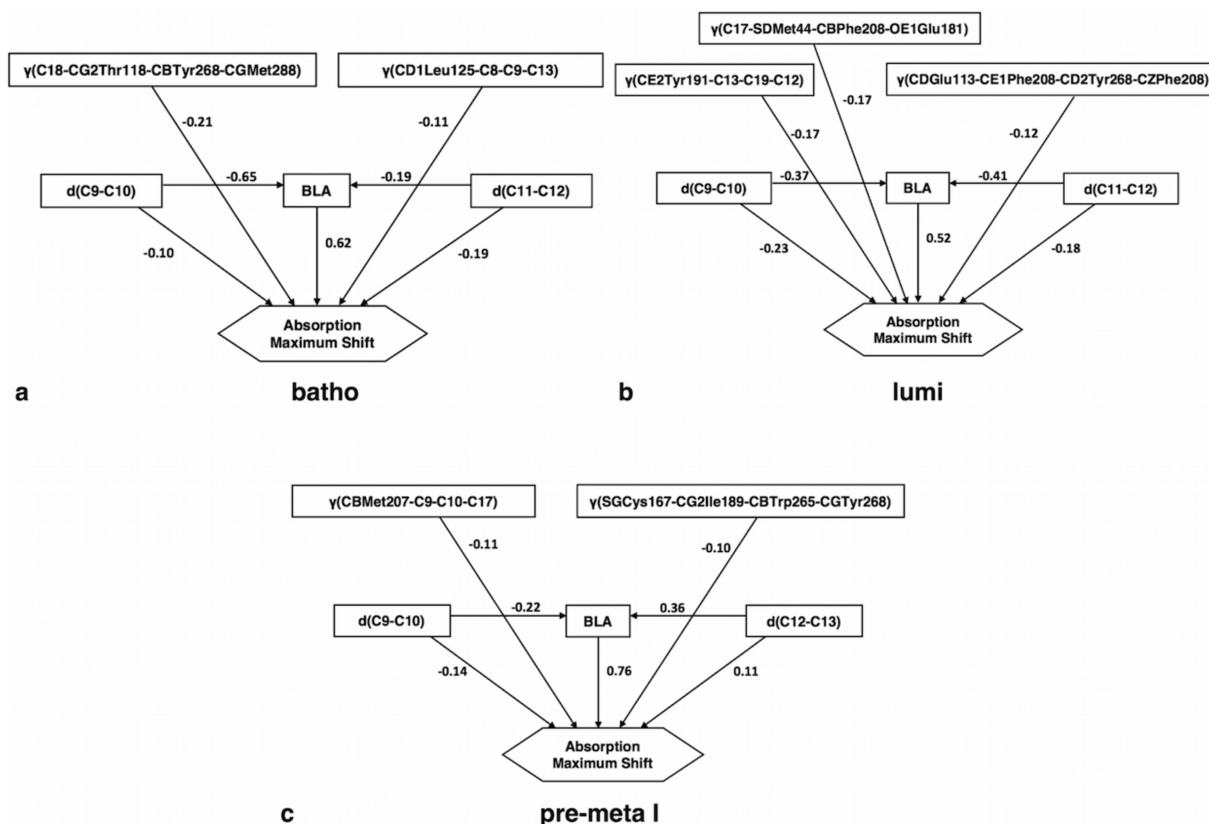 γ(C18-CG2Thr118-CBTyr268-CGMet288)
γ(CD1Leu125-C8-C9-C13)
-0.21
-0.11
d(C9-C10)
-0.65
BLA
-0.19
d(C11-C12)
-0.10
0.62
-0.19
Absorption
Maximum Shift
a
batho
γ(C17-SDMet44-CBPhe208-OE1Glu181)
γ(CE2Tyr191-C13-C19-C12)
γ(CDGlu113-CE1Phe208-CD2Tyr268-CZPhe208)
-0.17
-0.17
-0.12
d(C9-C10)
-0.37
BLA
-0.41
d(C11-C12)
-0.23
0.52
-0.18
Absorption
Maximum Shift
b
lumi
γ(CBMet207-C9-C10-C17)
γ(SGCys167-CG2Ile189-CBTrp265-CGTyr268)
-0.11
-0.10
d(C9-C10)
-0.22
BLA
0.36
d(C12-C13)
-0.14
0.76
0.11
Absorption
Maximum Shift
c
pre-meta I